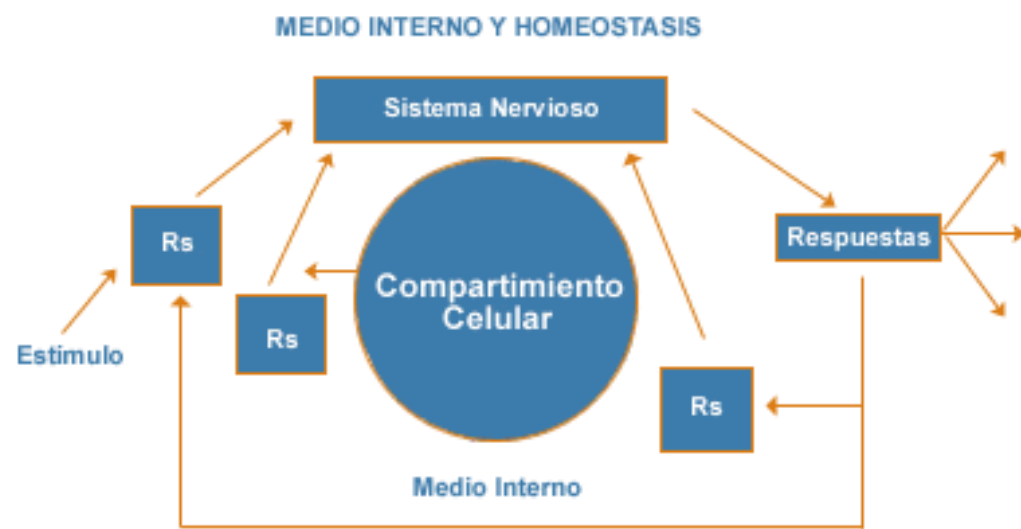 MEDIO INTERNO Y HOMEOSTASIS
Sistema Nervioso
Rs
Respuestas
Compartimiento
Celular
Rs
Estimulo
Rs
Medio Interno